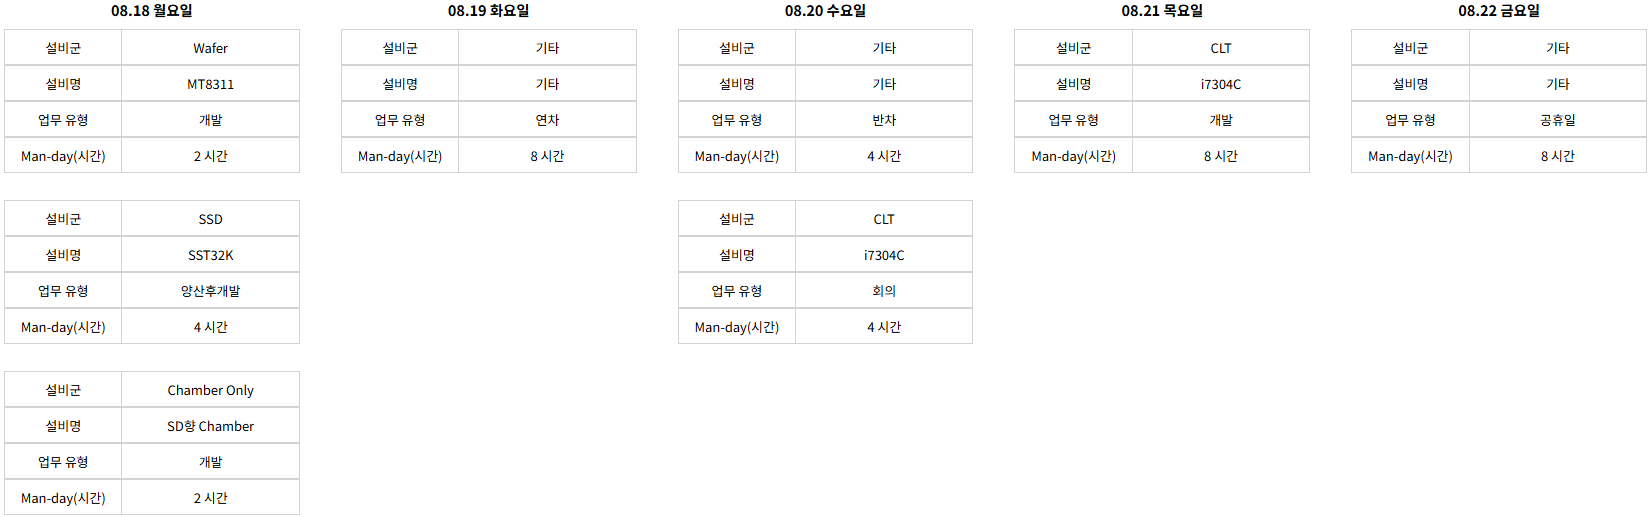 08.18 월요일
설비군 Wafer
설비명 MT8311
업무 유형 개발
Man-day(시간) 2 시간
설비군 SSD
설비명 SST32K
업무 유형 양산후개발
Man-day(시간) 4 시간
설비군 Chamber Only
설비명 SD향 Chamber
업무 유형 개발
Man-day(시간) 2 시간
08.19 화요일
설비군 기타
설비명 기타
업무 유형 연차
Man-day(시간) 8 시간
08.20 수요일
설비군 기타
설비명 기타
업무 유형 반차
Man-day(시간) 4 시간
설비군 CLT
설비명 i7304C
업무 유형 회의
Man-day(시간) 4 시간
08.21 목요일
설비군 CLT
설비명 i7304C
업무 유형 개발
Man-day(시간) 8 시간
08.22 금요일
설비군 기타
설비명 기타
업무 유형 공휴일
Man-day(시간) 8 시간